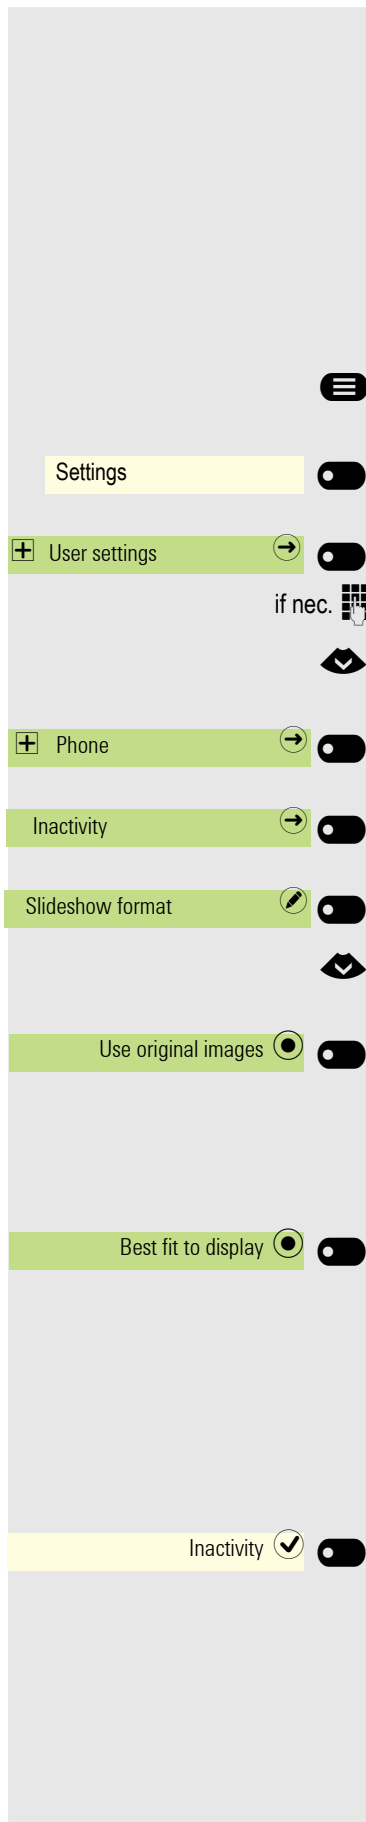 Settings
User settings
if nec.
Phone
Inactivity
Slideshow format
Use original images
Best fit to display
Inactivity